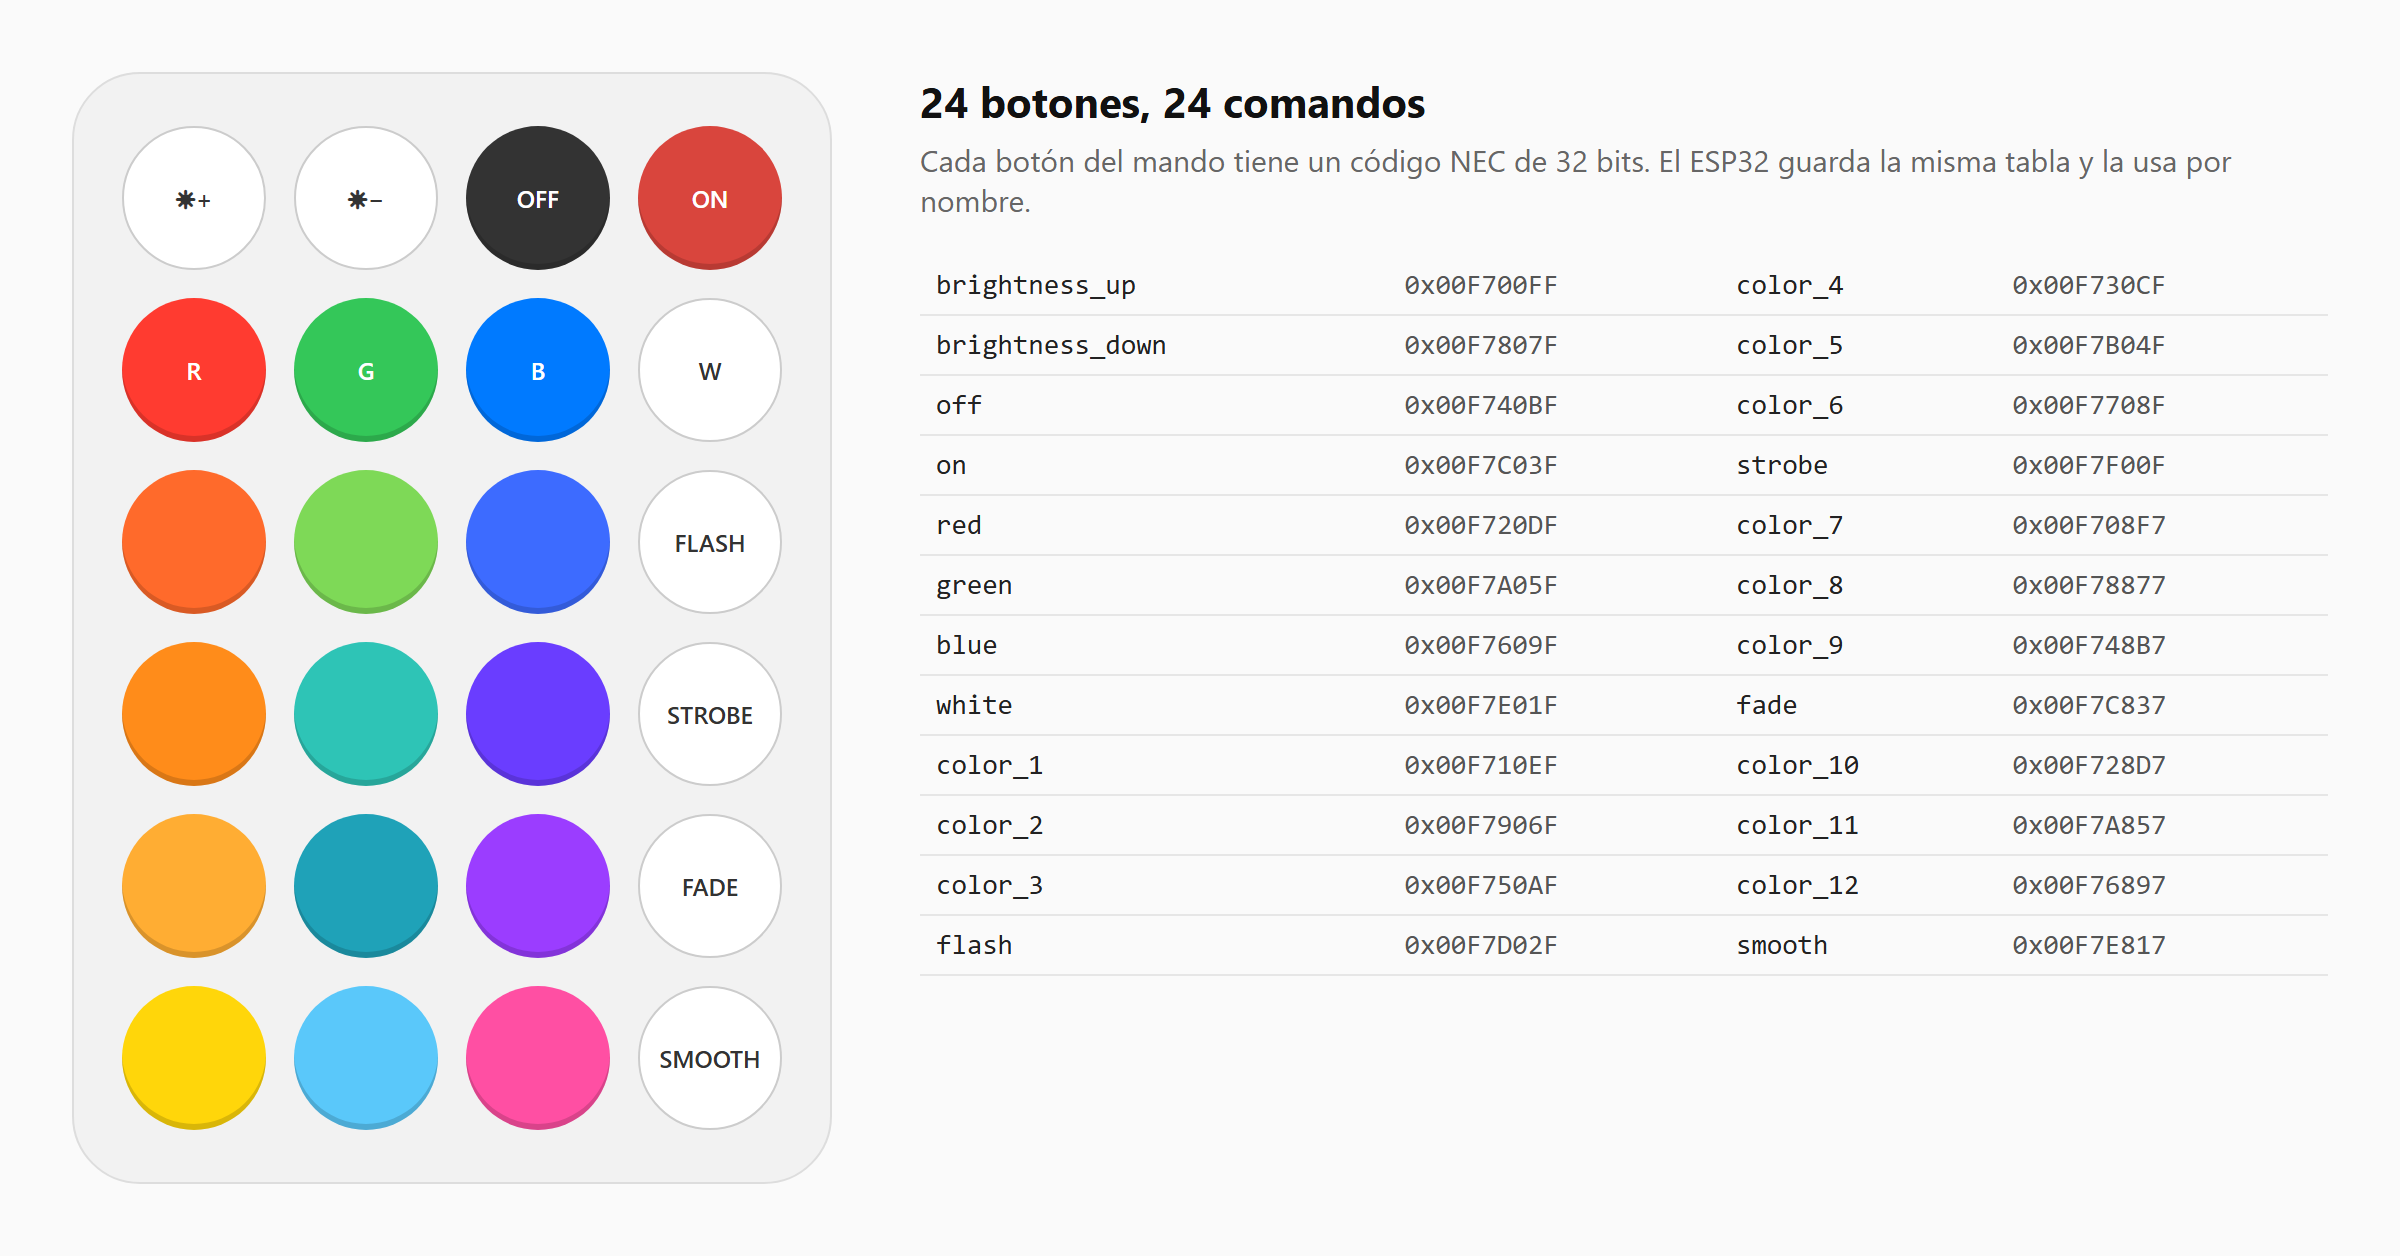 ☀+ ☀− OFF ON
R G B W
FLASH
STROBE
FADE
SMOOTH
24 botones, 24 comandos
Cada botón del mando tiene un código NEC de 32 bits. El ESP32 guarda la misma tabla y la usa por
nombre.
brightness_up 0x00F700FF color_4 0x00F730CF
brightness_down 0x00F7807F color_5 0x00F7B04F
off 0x00F740BF color_6 0x00F7708F
on 0x00F7C03F strobe 0x00F7F00F
red 0x00F720DF color_7 0x00F708F7
green 0x00F7A05F color_8 0x00F78877
blue 0x00F7609F color_9 0x00F748B7
white 0x00F7E01F fade 0x00F7C837
color_1 0x00F710EF color_10 0x00F728D7
color_2 0x00F7906F color_11 0x00F7A857
color_3 0x00F750AF color_12 0x00F76897
flash 0x00F7D02F smooth 0x00F7E817